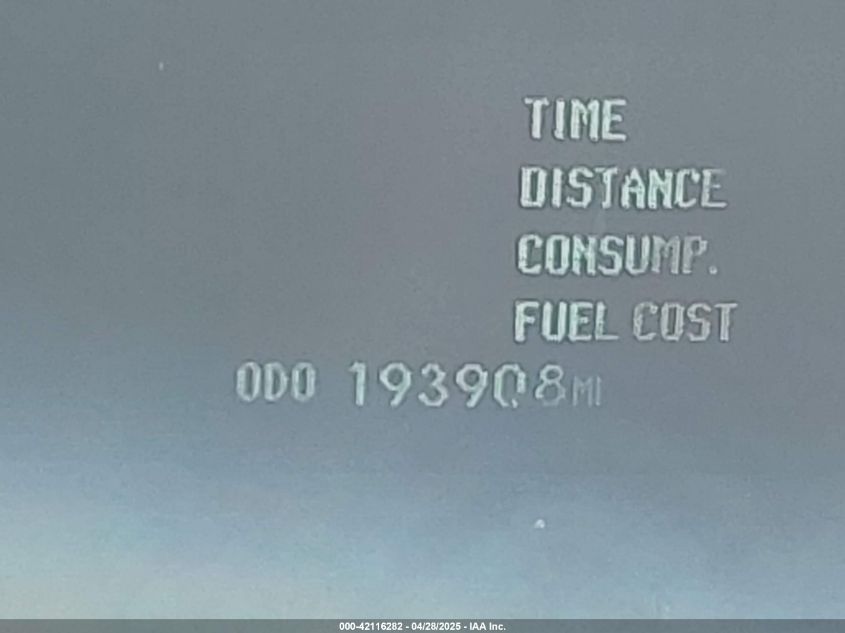 TIME
DISTANCE
CONSUMP.
FUEL COST
ODO 193908MI
000-42116282 - 04/28/2025 - IAA Inc.